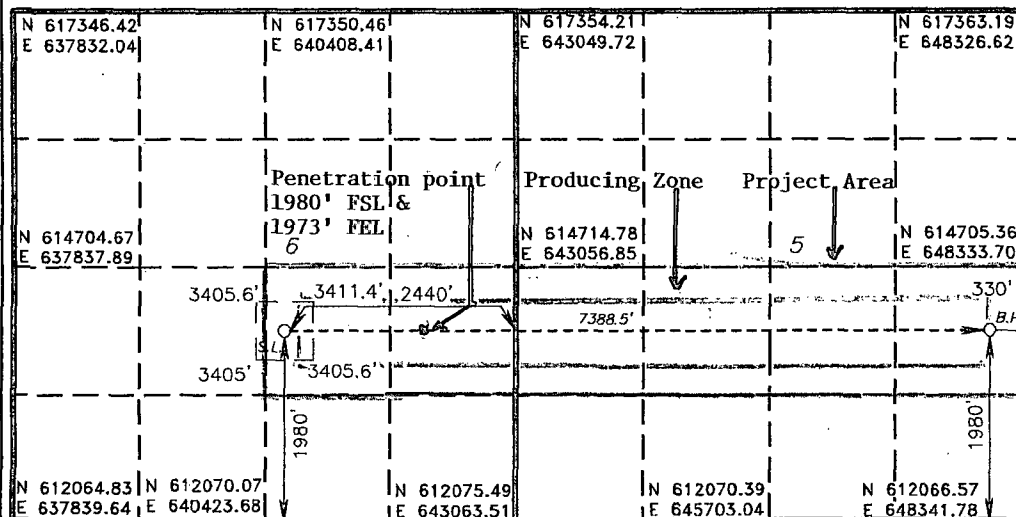 N 617346.42
E 637832.04
N 617350.46
E 640408.41
N 617354.21
E 643049.72
N 617363.19
E 648326.62
Penetration point
1980' FSL &
1973' FEL
Producing Zone
Project Area
N 614704.67
E 637837.89
6
N 614714.78
E 643056.85
5
N 614705.36
E 648333.70
3405.6'
3411.4'
2440'
330'
7388.5'
S.L.
B.H
3405'
3405.6'
1980'
1980'
N 612064.83
E 637839.64
N 612070.07
E 640423.68
N 612075.49
E 643063.51
N 612070.39
E 645703.04
N 612066.57
E 648341.78